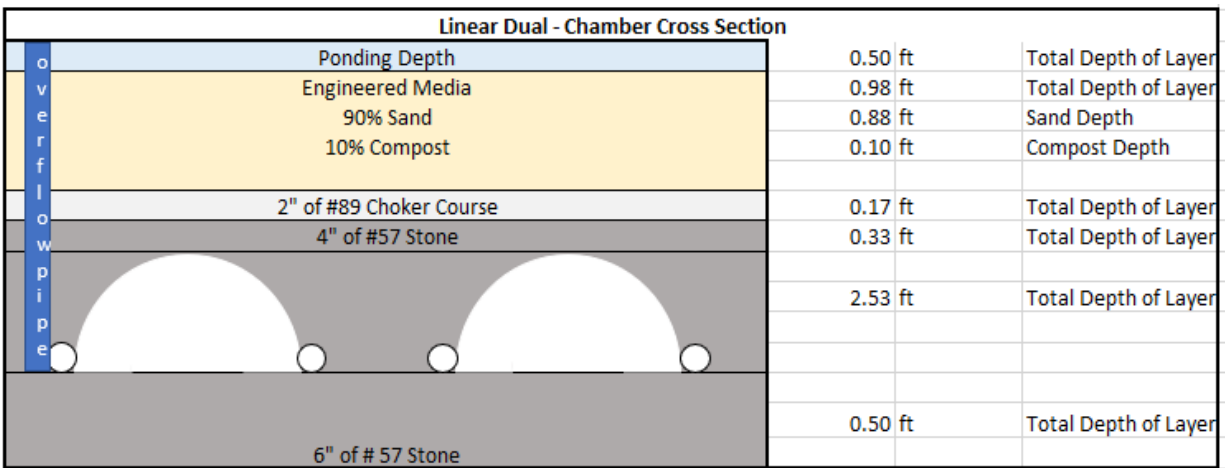 Linear Dual - Chamber Cross Section
overflow pipe
Ponding Depth 0.50 ft Total Depth of Layer
Engineered Media 0.98 ft Total Depth of Layer
90% Sand 0.88 ft Sand Depth
10% Compost 0.10 ft Compost Depth
2" of #89 Choker Course 0.17 ft Total Depth of Layer
4" of #57 Stone 0.33 ft Total Depth of Layer
2.53 ft Total Depth of Layer
0.50 ft Total Depth of Layer
6" of # 57 Stone